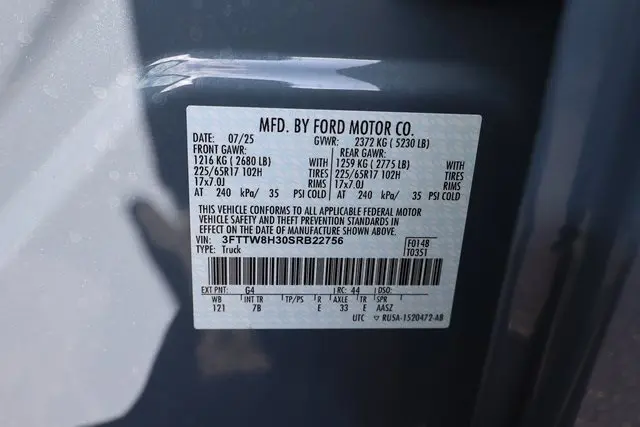 MFD. BY FORD MOTOR CO.
DATE: 07/25 GVWR: 2372 KG ( 5230 LB)
FRONT GAWR: REAR GAWR:
1216 KG ( 2680 LB) WITH 1259 KG ( 2775 LB) WITH
225/65R17 102H TIRES 225/65R17 102H TIRES
17x7.0J RIMS 17x7.0J RIMS
AT 240 kPa/ 35 PSI COLD AT 240 kPa/ 35 PSI COLD
THIS VEHICLE CONFORMS TO ALL APPLICABLE FEDERAL MOTOR
VEHICLE SAFETY AND THEFT PREVENTION STANDARDS IN
EFFECT ON THE DATE OF MANUFACTURE SHOWN ABOVE.
VIN: 3FTTW8H30SRB22756 F0148
TYPE: Truck T0351
EXT PNT: G4 RC: 44 DSO:
WB INT TR TP/PS R AXLE TR SPR
121 7B E 33 E AASZ
UTC RU5A-1520472-AB